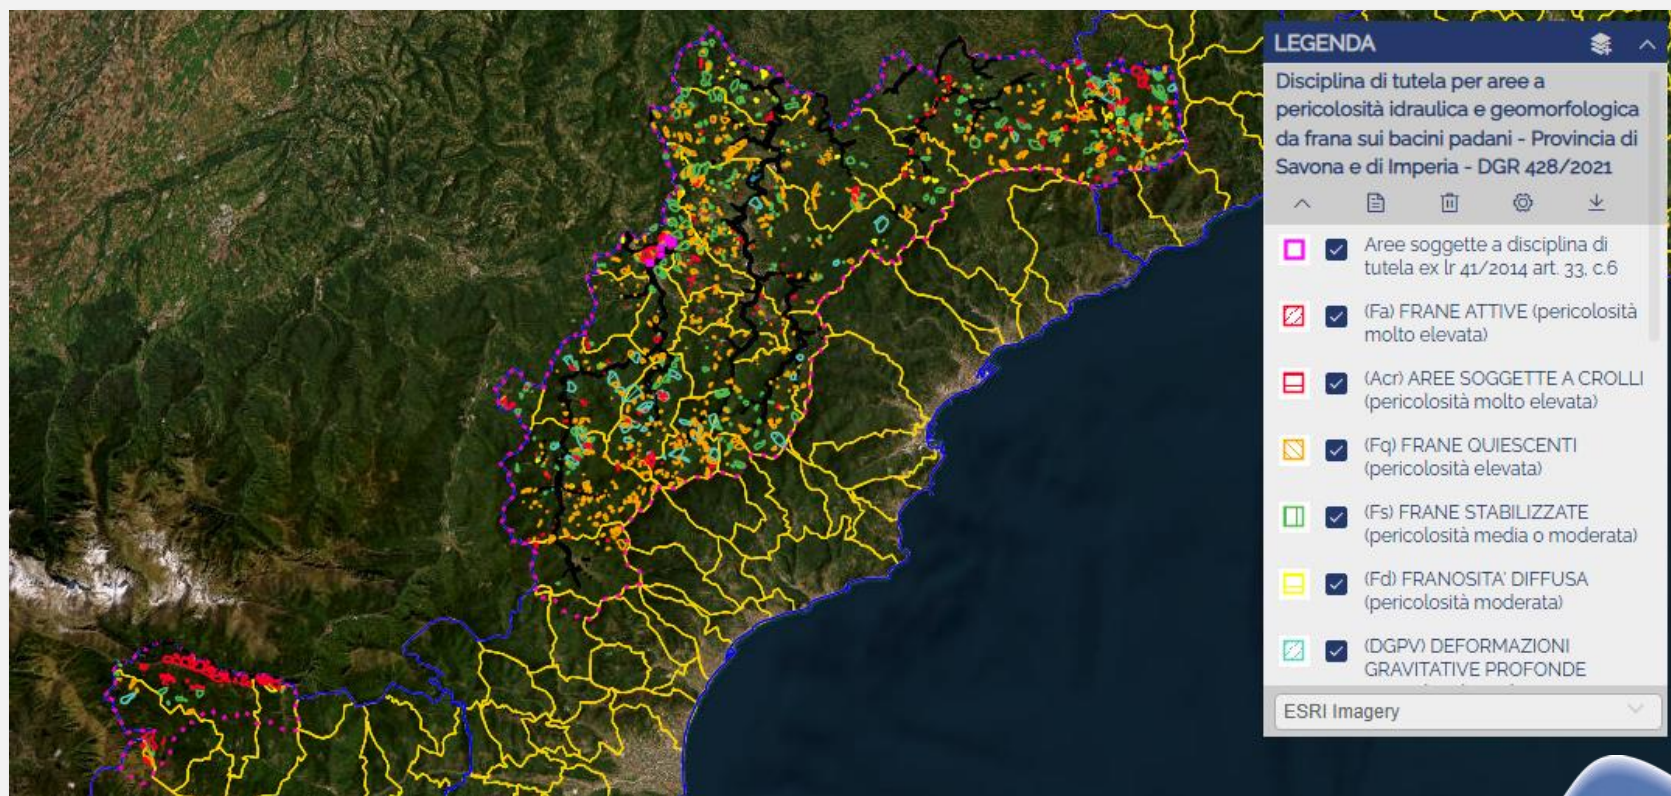 LEGENDA
Disciplina di tutela per aree a
pericolosità idraulica e geomorfologica
da frana sui bacini padani - Provincia di
Savona e di Imperia - DGR 428/2021
Aree soggette a disciplina di
tutela ex lr 41/2014 art. 33, c.6
(Fa) FRANE ATTIVE (pericolosità
molto elevata)
(Acr) AREE SOGGETTE A CROLLI
(pericolosità molto elevata)
(Fq) FRANE QUIESCENTI
(pericolosità elevata)
(Fs) FRANE STABILIZZATE
(pericolosità media o moderata)
(Fd) FRANOSITA' DIFFUSA
(pericolosità moderata)
(DGPV) DEFORMAZIONI
GRAVITATIVE PROFONDE
ESRI Imagery